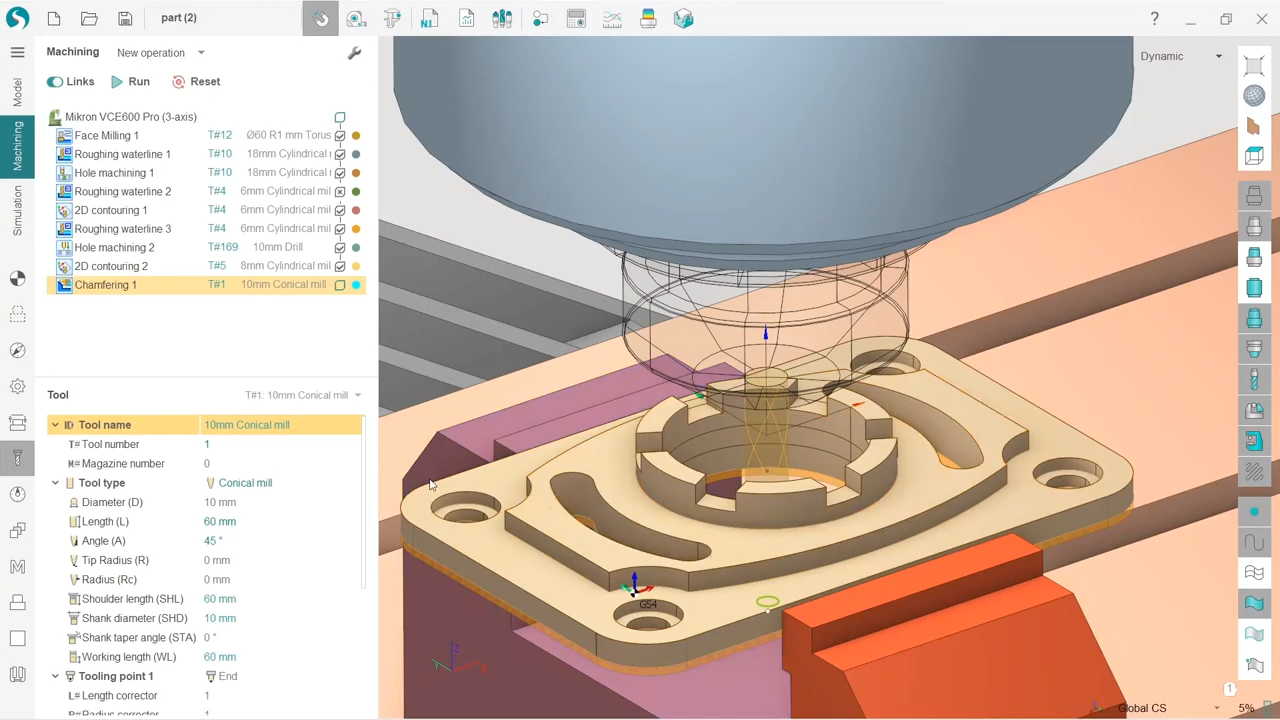 part (2)
Machining
New operation
Links
Run
Reset
Model
Machining
Simulation
Mikron VCE600 Pro (3-axis)
Face Milling 1 T#12 Ø60 R1 mm Torus
Roughing waterline 1 T#10 18mm Cylindrical
Hole machining 1 T#10 18mm Cylindrical
Roughing waterline 2 T#4 6mm Cylindrical mil
2D contouring 1 T#4 6mm Cylindrical mil
Roughing waterline 3 T#4 6mm Cylindrical mil
Hole machining 2 T#169 10mm Drill
2D contouring 2 T#5 8mm Cylindrical mil
Chamfering 1 T#1 10mm Conical mill
Tool T#1: 10mm Conical mill
Tool name 10mm Conical mill
T# Tool number 1
M# Magazine number 0
Tool type Conical mill
Diameter (D) 10 mm
Length (L) 60 mm
Angle (A) 45 °
Tip Radius (R) 0 mm
Radius (Rc) 0 mm
Shoulder length (SHL) 60 mm
Shank diameter (SHD) 10 mm
Shank taper angle (STA) 0 °
Working length (WL) 60 mm
Tooling point 1 End
L# Length corrector 1
Radius corrector 1
Dynamic
G54
Z
Y
1
Global CS
5%